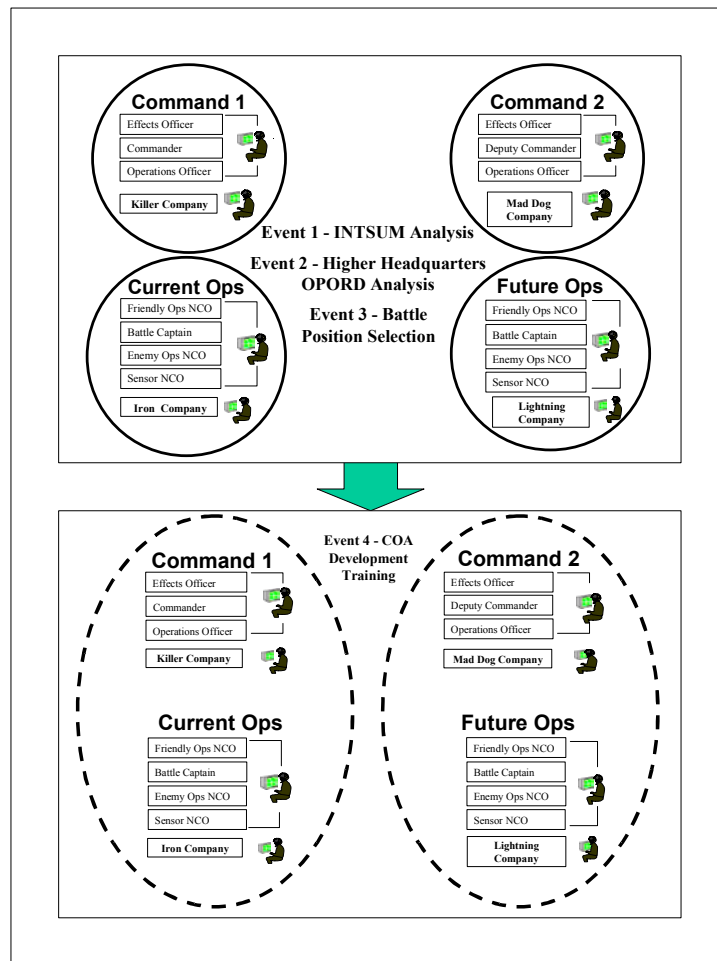 Command 1
Effects Officer
Commander
Operations Officer
Killer Company
Command 2
Effects Officer
Deputy Commander
Operations Officer
Mad Dog
Company
Event 1 - INTSUM Analysis
Event 2 - Higher Headquarters
OPORD Analysis
Event 3 - Battle
Position Selection
Current Ops
Friendly Ops NCO
Battle Captain
Enemy Ops NCO
Sensor NCO
Iron Company
Future Ops
Friendly Ops NCO
Battle Captain
Enemy Ops NCO
Sensor NCO
Lightning
Company
Event 4 - COA
Development
Training
Command 1
Effects Officer
Commander
Operations Officer
Killer Company
Command 2
Effects Officer
Deputy Commander
Operations Officer
Mad Dog Company
Current Ops
Friendly Ops NCO
Battle Captain
Enemy Ops NCO
Sensor NCO
Iron Company
Future Ops
Friendly Ops NCO
Battle Captain
Enemy Ops NCO
Sensor NCO
Lightning
Company